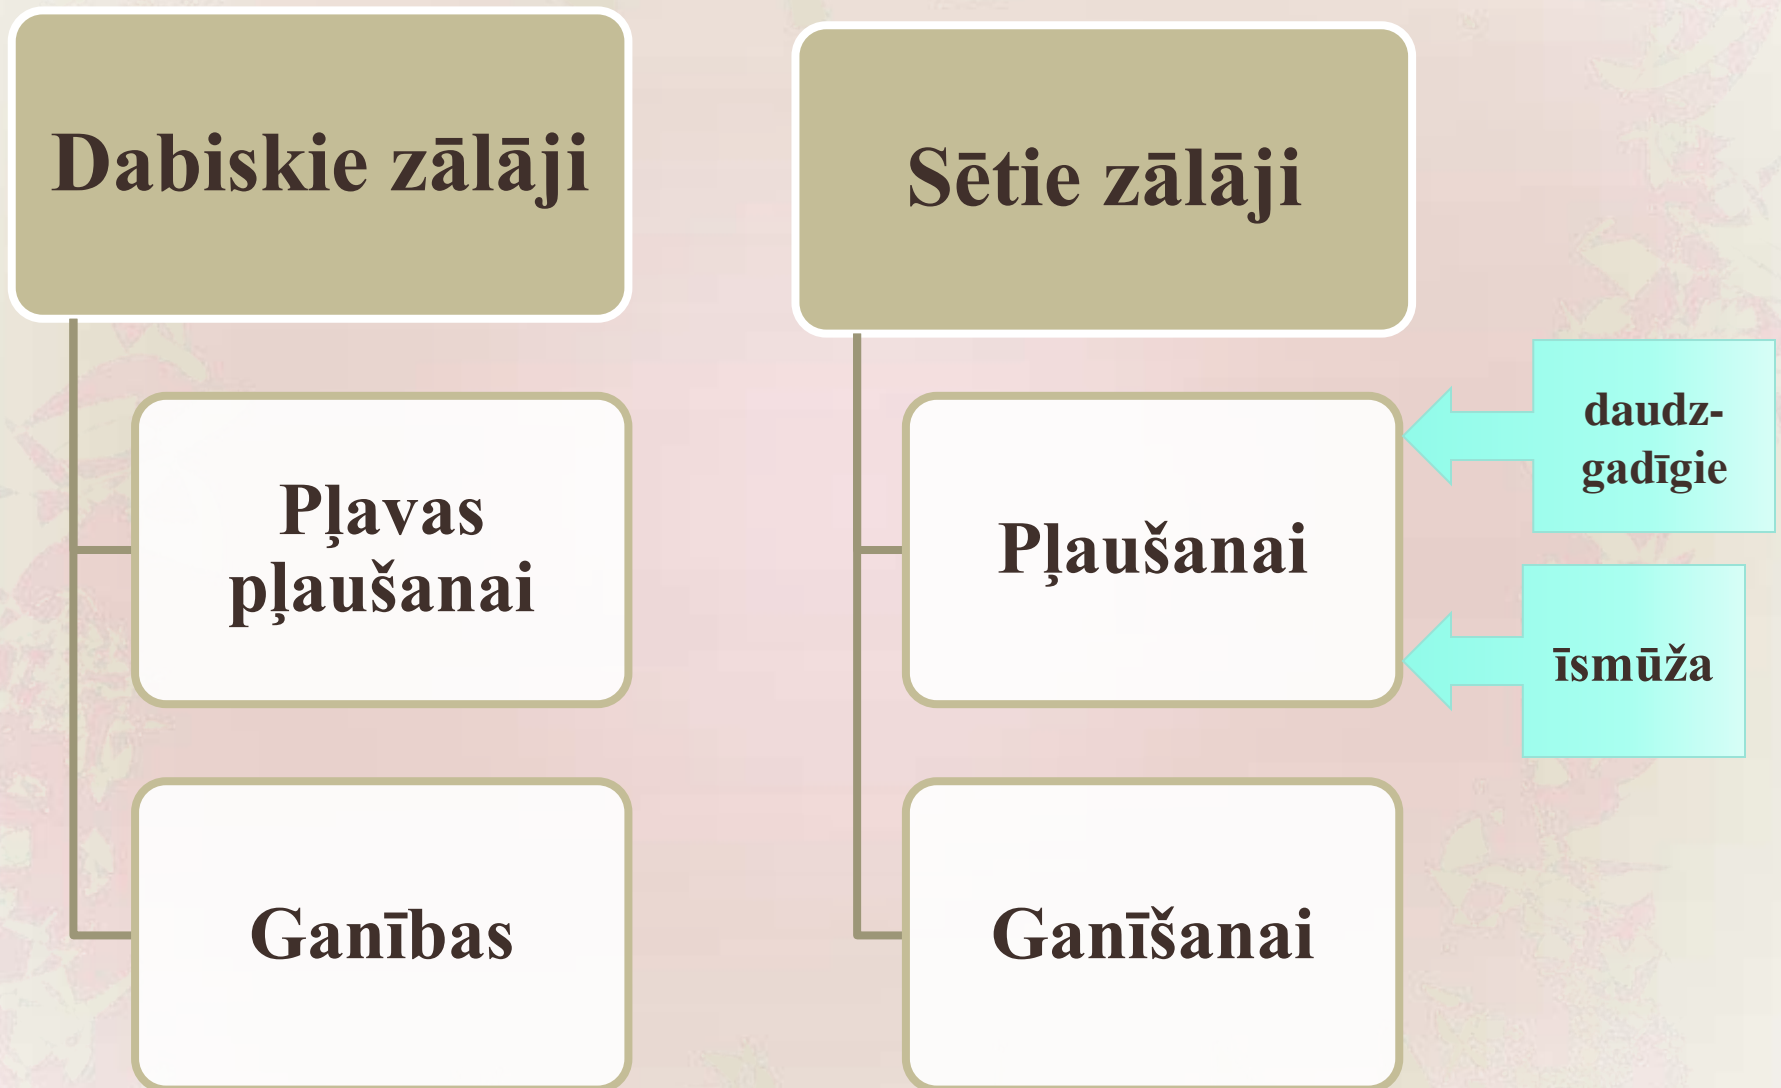 Dabiskie zālāji
Pļavas
pļaušanai
Ganības
Sētie zālāji
Pļaušanai
Ganīšanai
daudz-
gadīgie
īsmūža